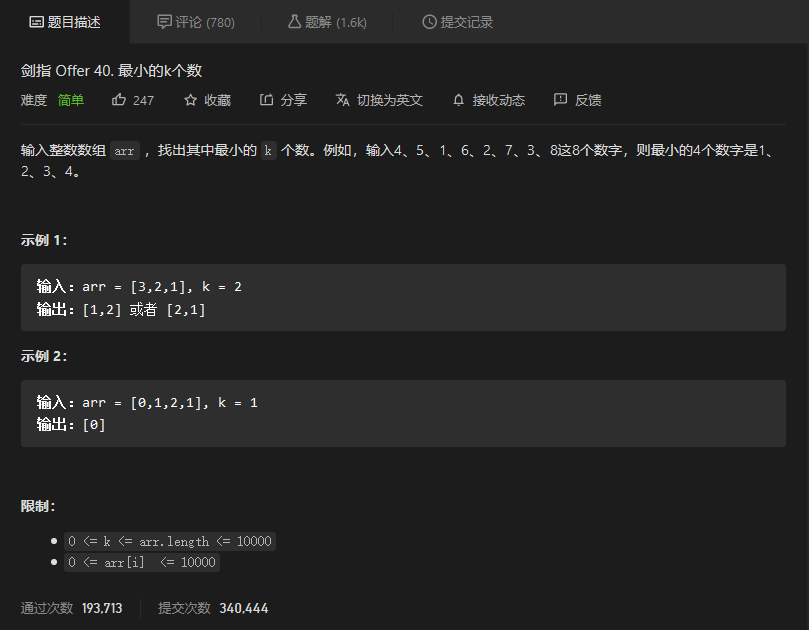 题目描述 评论 (780) 题解 (1.6k) 提交记录
剑指 Offer 40. 最小的k个数
难度 简单 247 收藏 分享 切换为英文 接收动态 反馈
输入整数数组 arr ，找出其中最小的 k 个数。例如，输入4、5、1、6、2、7、3、8这8个数字，则最小的4个数字是1、
2、3、4。
示例 1：
输入：arr = [3,2,1], k = 2
输出：[1,2] 或者 [2,1]
示例 2：
输入：arr = [0,1,2,1], k = 1
输出：[0]
限制：
0 <= k <= arr.length <= 10000
0 <= arr[i] <= 10000
通过次数 193,713 提交次数 340,444